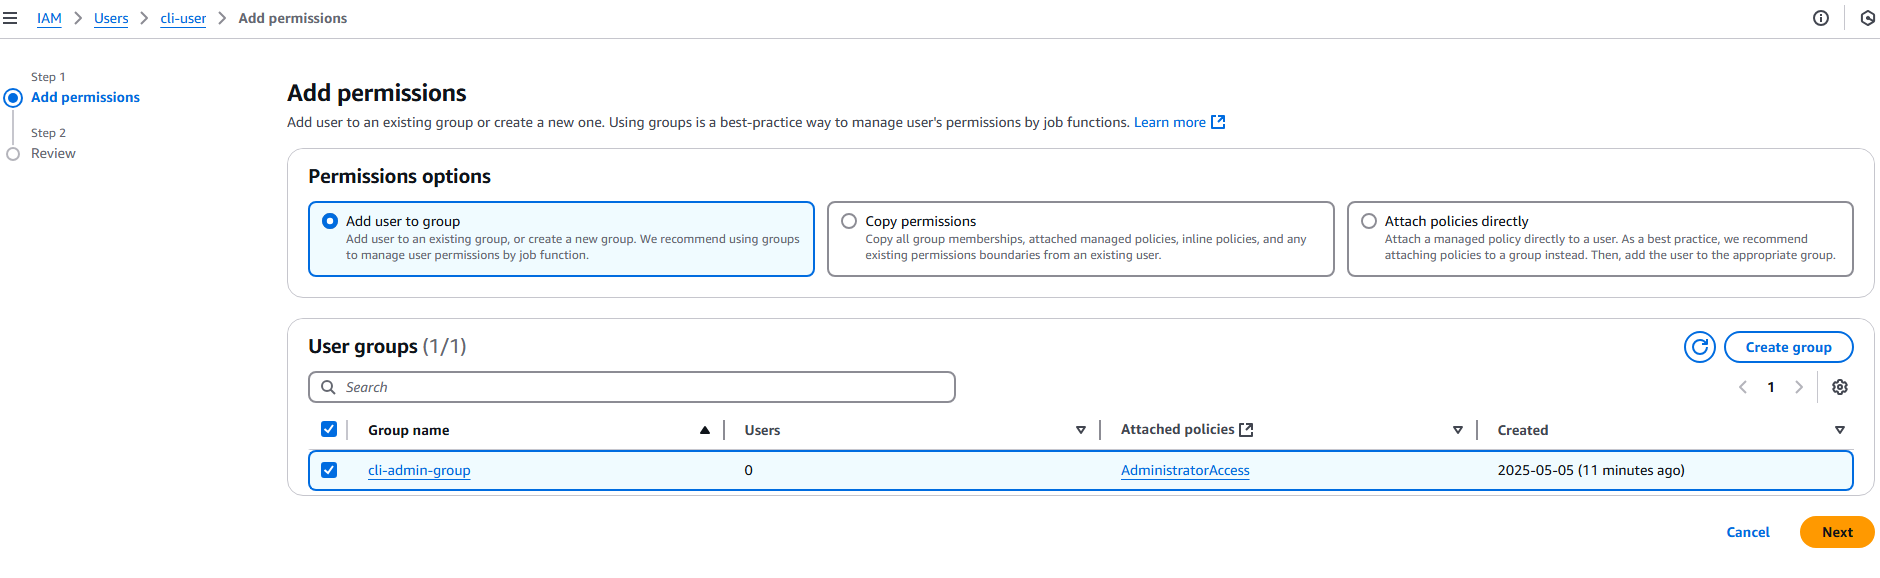 IAM > Users > cli-user > Add permissions
Step 1
Add permissions
Step 2
Review
Add permissions
Add user to an existing group or create a new one. Using groups is a best-practice way to manage user's permissions by job functions. Learn more
Permissions options
Add user to group
Add user to an existing group, or create a new group. We recommend using groups
to manage user permissions by job function.
Copy permissions
Copy all group memberships, attached managed policies, inline policies, and any
existing permissions boundaries from an existing user.
Attach policies directly
Attach a managed policy directly to a user. As a best practice, we recommend
attaching policies to a group instead. Then, add the user to the appropriate group.
User groups (1/1)
Create group
Search
1
Group name Users Attached policies Created
cli-admin-group 0 AdministratorAccess 2025-05-05 (11 minutes ago)
Cancel Next